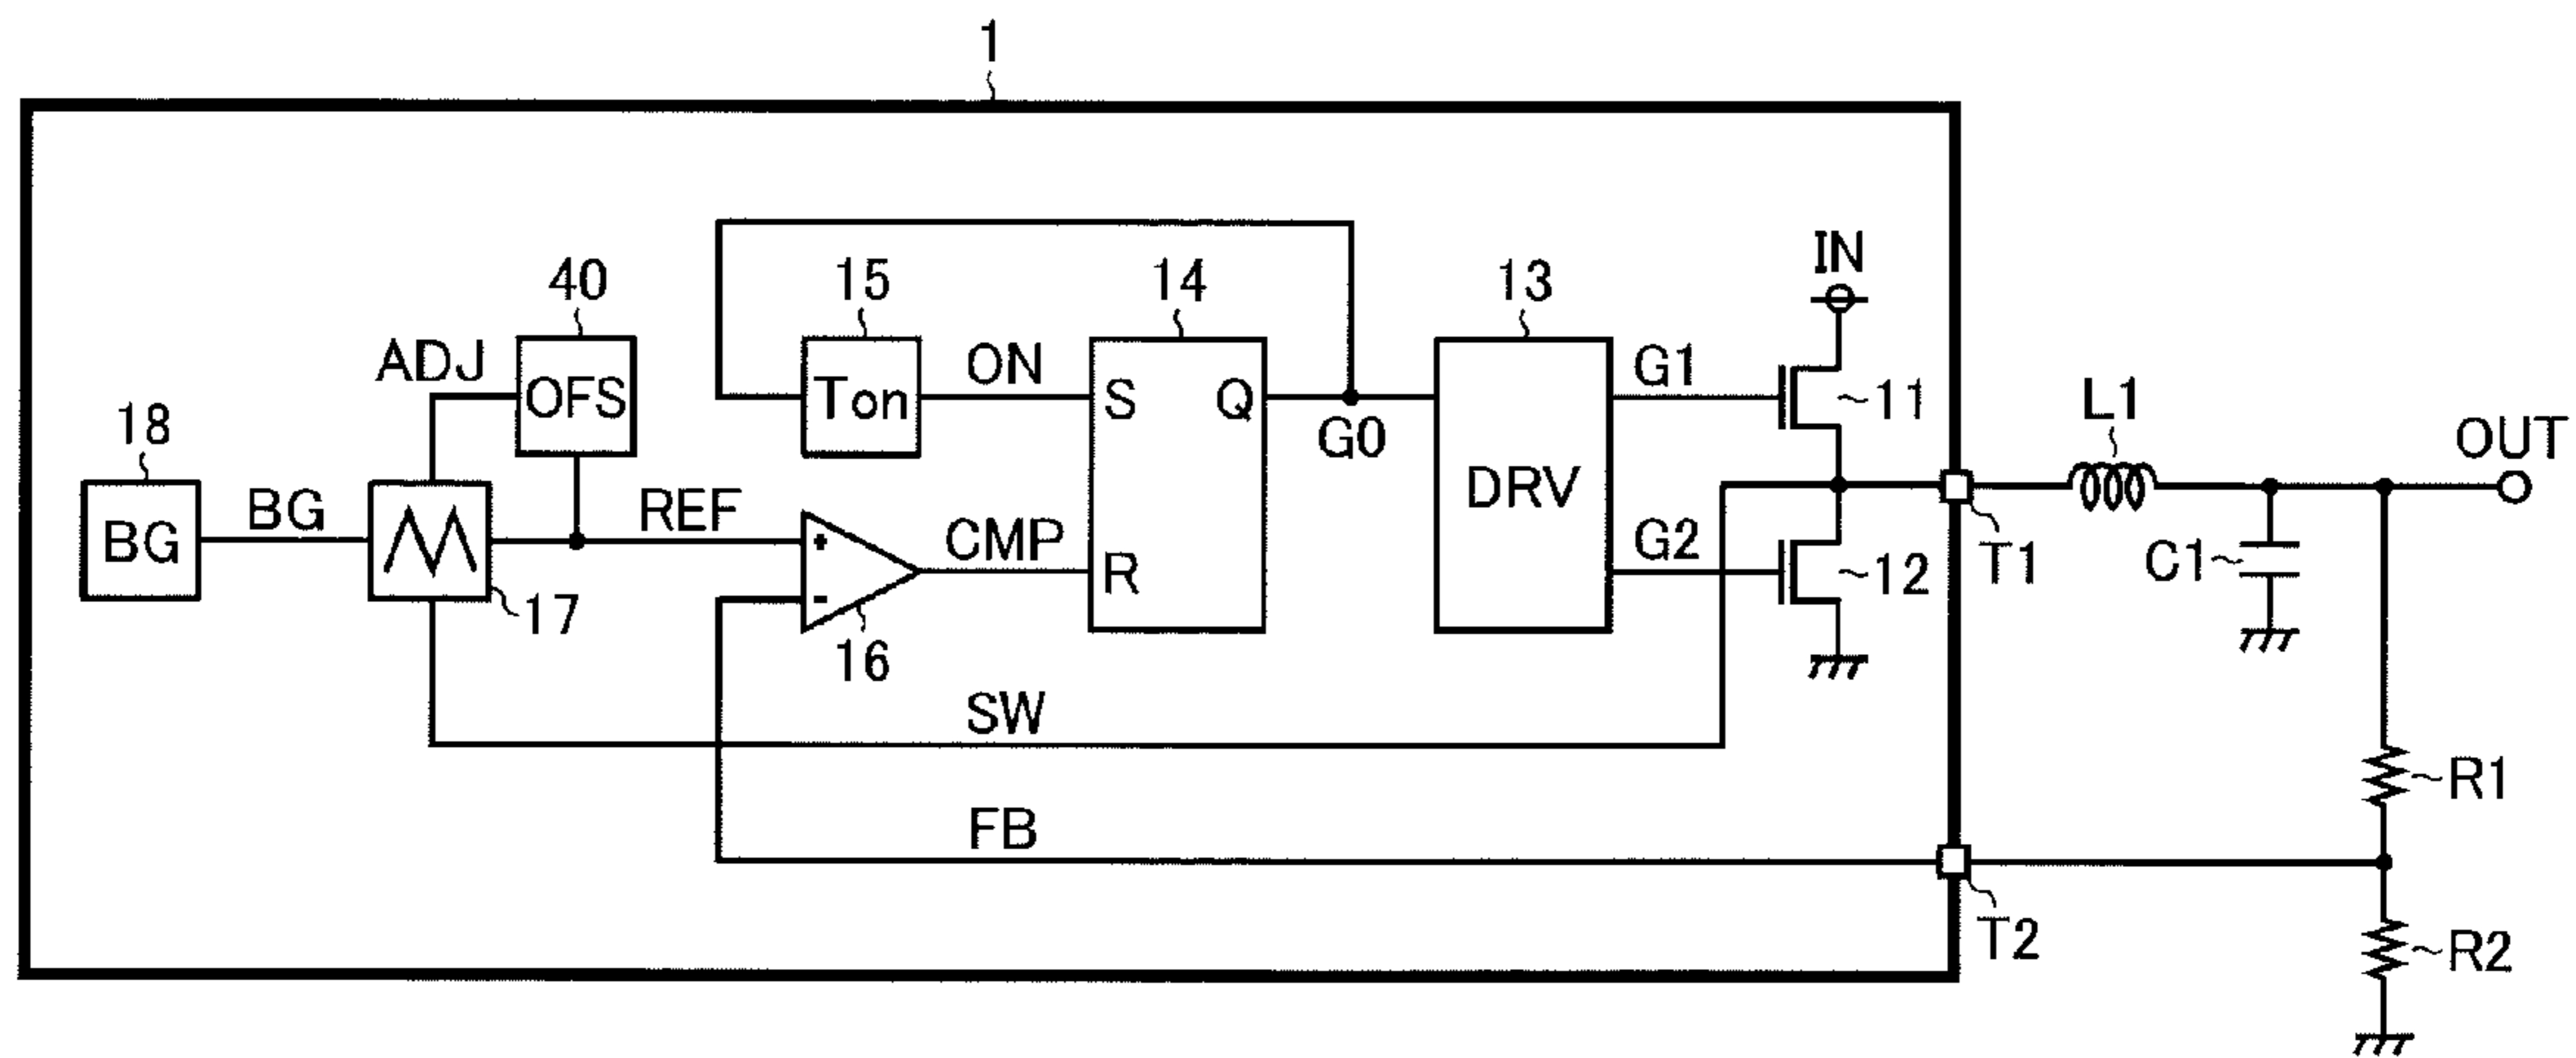 1
IN
40
15
14
13
ADJ
OFS
Ton
ON
S
Q
G0
G1
11
L1
OUT
18
BG
BG
REF
CMP
DRV
G2
12
T1
C1
R
17
16
SW
R1
FB
T2
R2
+
-